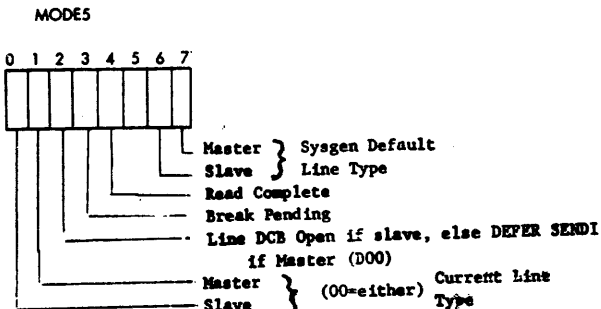 MODE5
0 1 2 3 4 5 6 7
Master } Sysgen Default
Slave } Line Type
Read Complete
Break Pending
Line DCB Open if slave, else DEFER SENDI
if Master (D00)
Master } (00=either) Current Line
Slave } Type